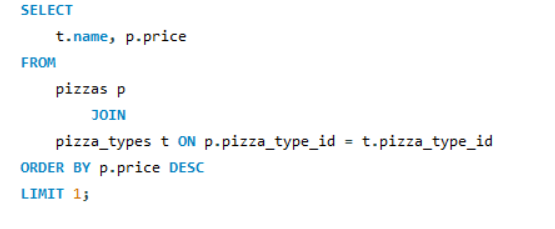 SELECT
t.name, p.price
FROM
pizzas p
JOIN
pizza_types t ON p.pizza_type_id = t.pizza_type_id
ORDER BY p.price DESC
LIMIT 1;